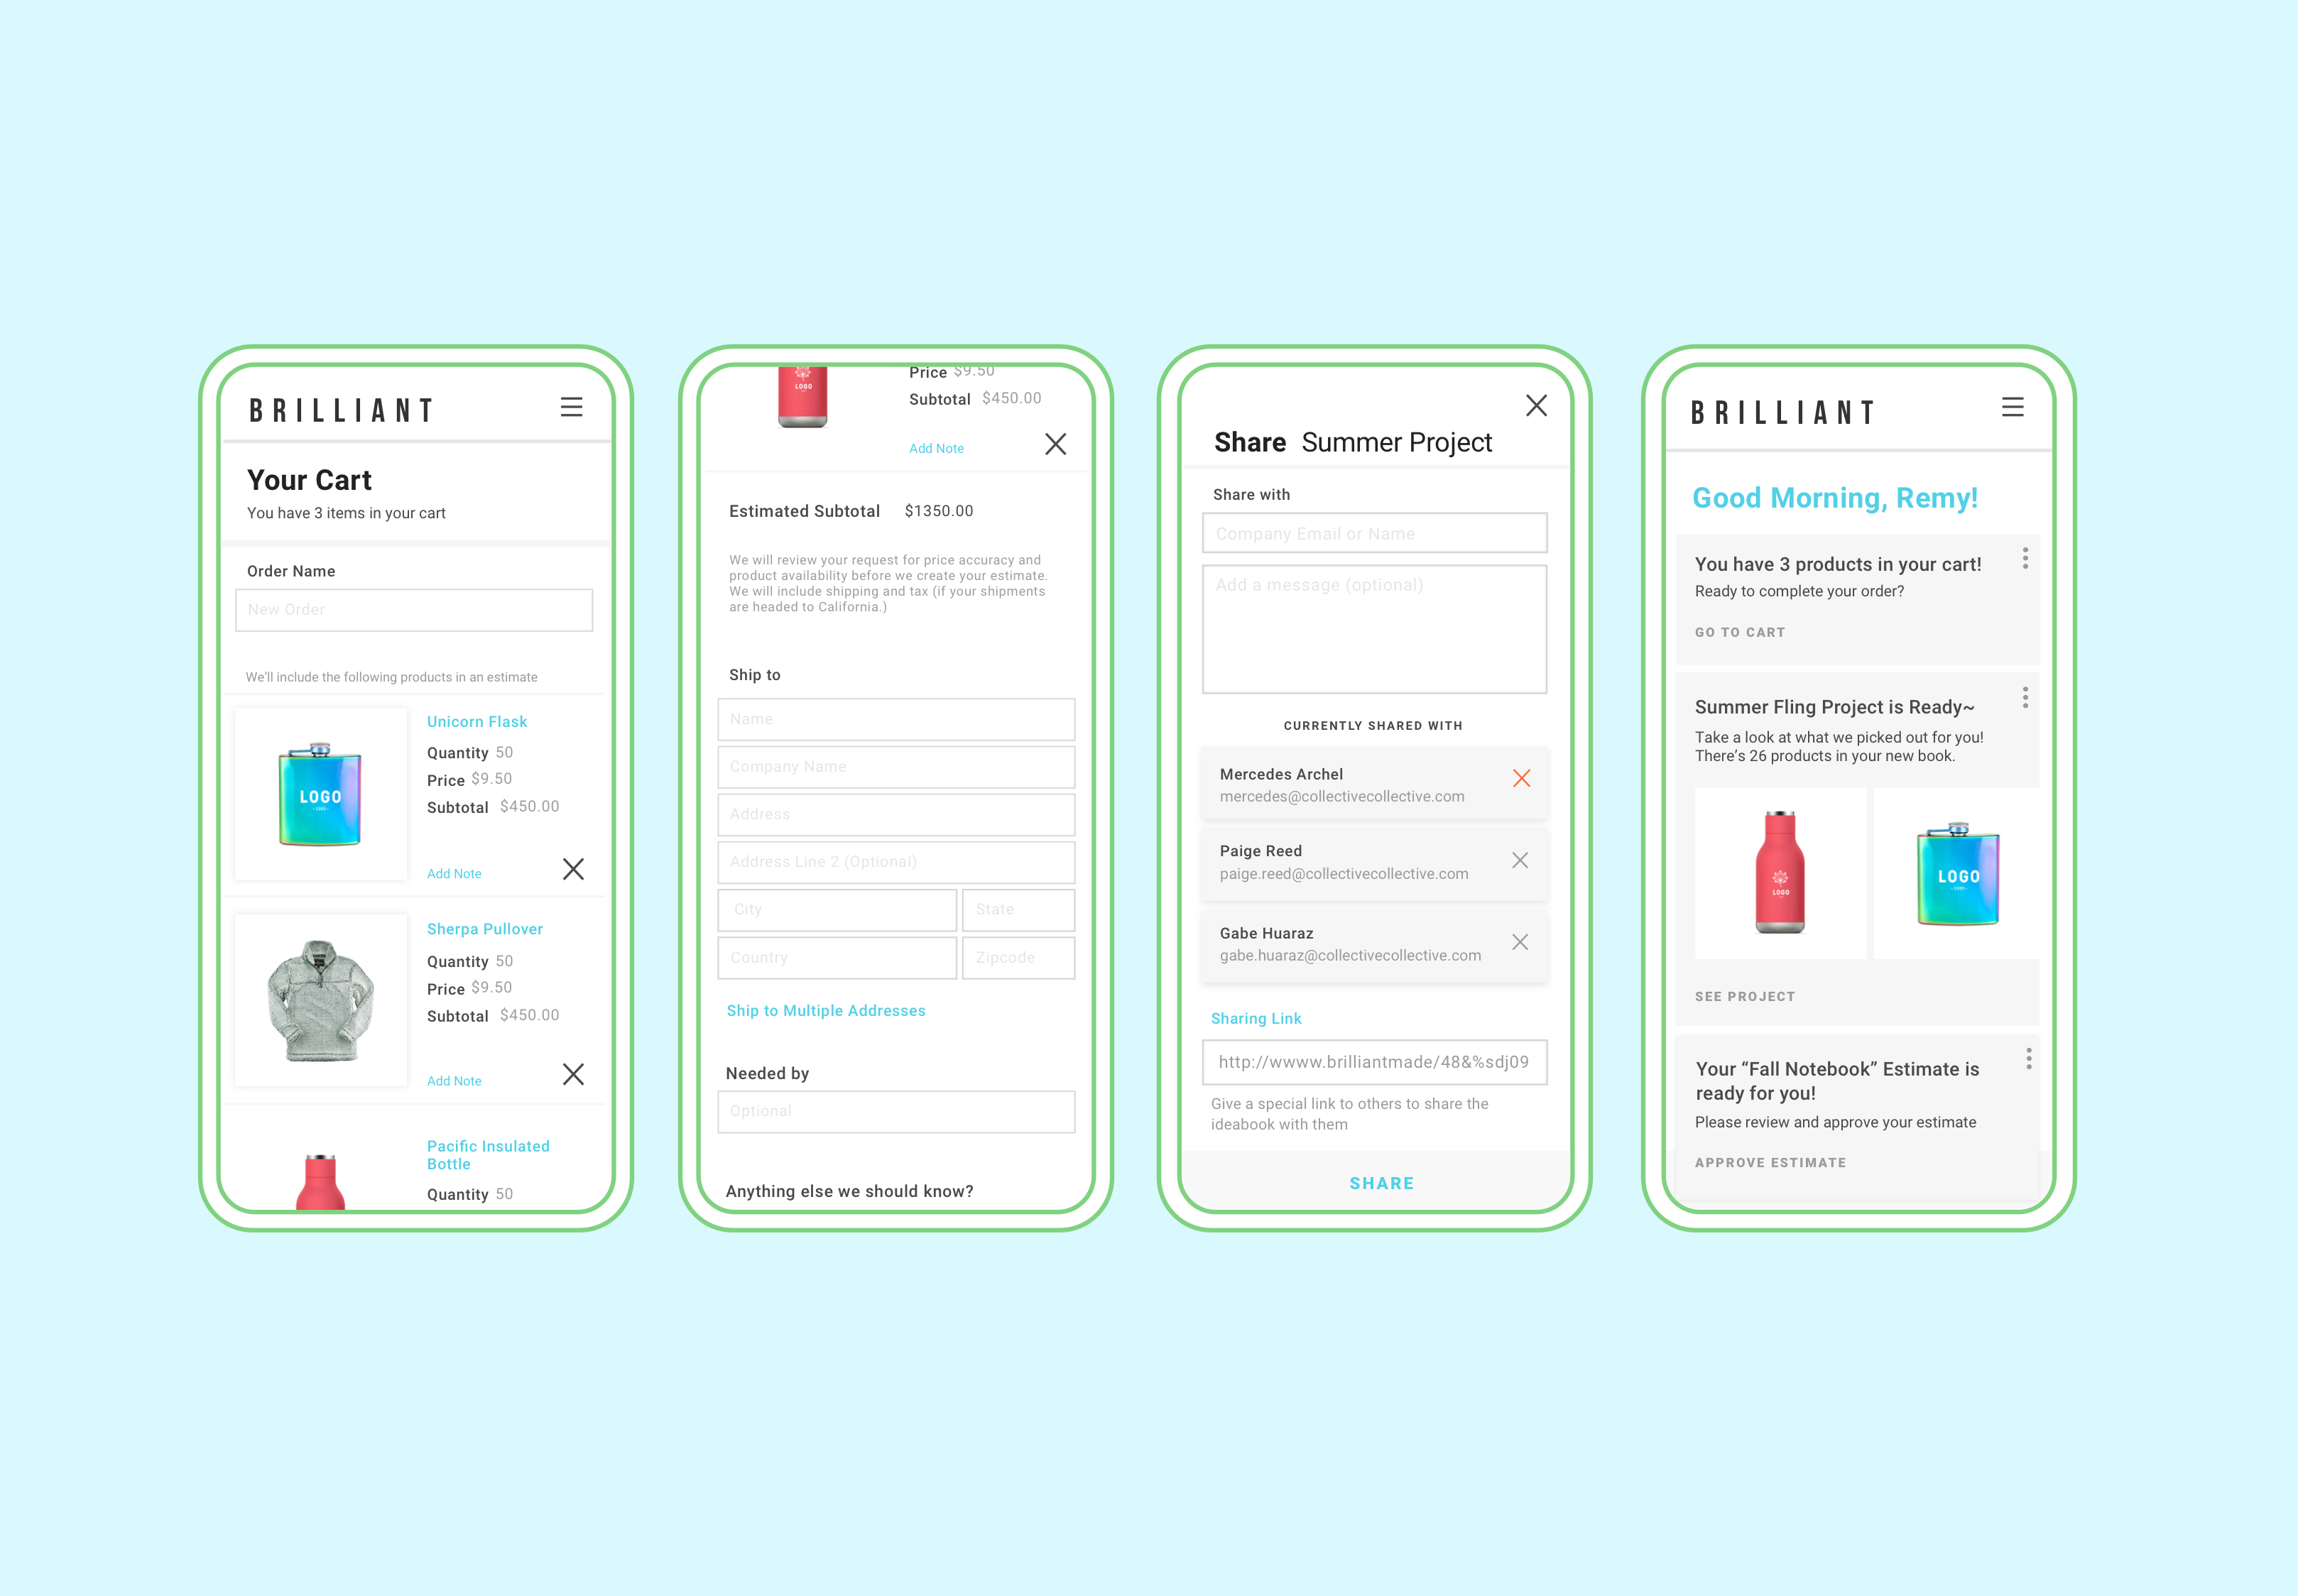 BRILLIANT
Your Cart
You have 3 items in your cart
Order Name
New Order
We'll include the following products in an estimate
LOGO
Unicorn Flask
Quantity 50
Price $9.50
Subtotal $450.00
Add Note
Sherpa Pullover
Quantity 50
Price $9.50
Subtotal $450.00
Add Note
Pacific Insulated
Bottle
Quantity 50
LOGO
Price $9.50
Subtotal $450.00
Add Note
Estimated Subtotal $1350.00
We will review your request for price accuracy and
product availability before we create your estimate.
We will include shipping and tax (if your shipments
are headed to California.)
Ship to
Name
Company Name
Address
Address Line 2 (Optional)
City State
Country Zipcode
Ship to Multiple Addresses
Needed by
Optional
Anything else we should know?
Share Summer Project
Share with
Company Email or Name
Add a message (optional)
CURRENTLY SHARED WITH
Mercedes Archel
mercedes@collectivecollective.com
Paige Reed
paige.reed@collectivecollective.com
Gabe Huaraz
gabe.huaraz@collectivecollective.com
Sharing Link
http://wwww.brilliantmade/48&%sdj09
Give a special link to others to share the
ideabook with them
SHARE
BRILLIANT
Good Morning, Remy!
You have 3 products in your cart!
Ready to complete your order?
GO TO CART
Summer Fling Project is Ready~
Take a look at what we picked out for you!
There's 26 products in your new book.
LOGO
LOGO
SEE PROJECT
Your “Fall Notebook” Estimate is
ready for you!
Please review and approve your estimate
APPROVE ESTIMATE